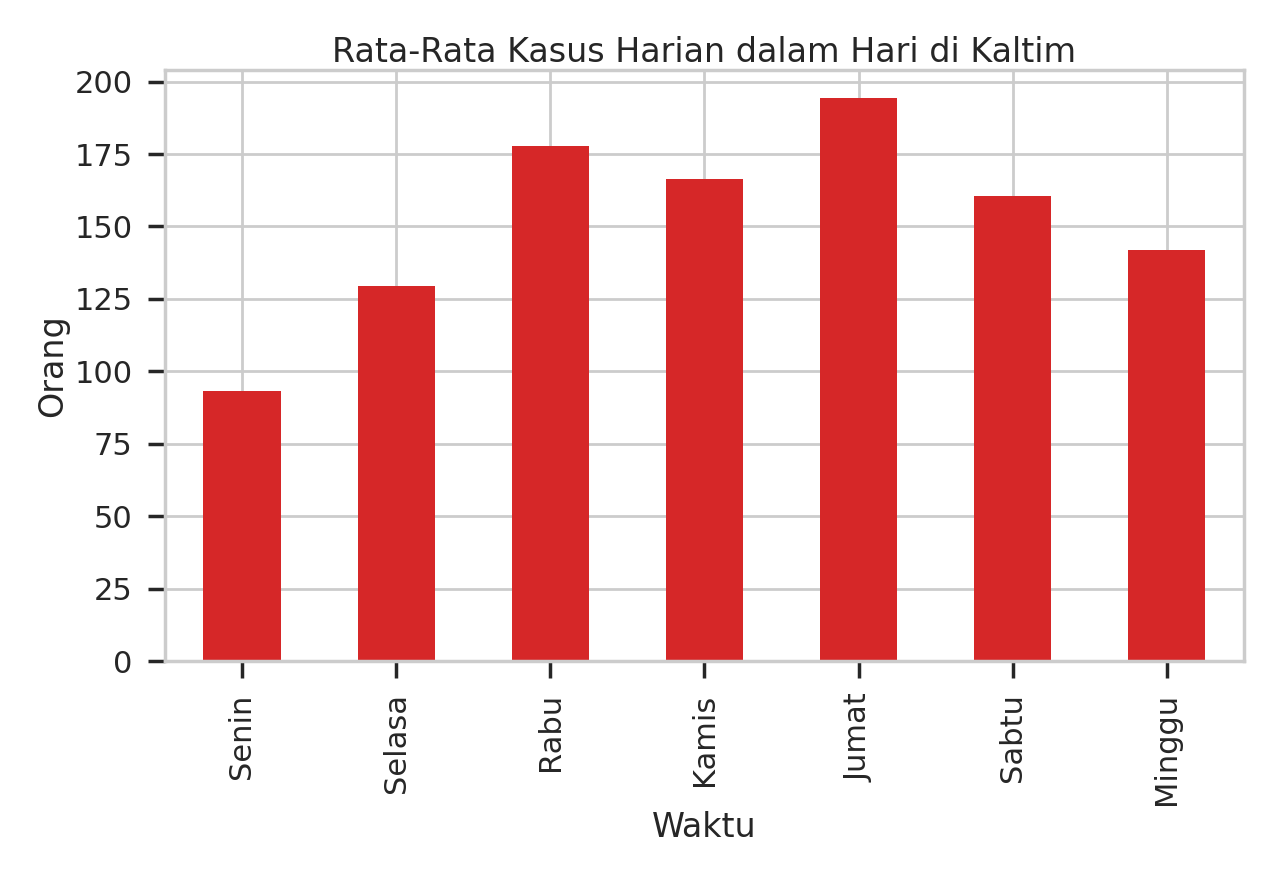 Rata-Rata Kasus Harian dalam Hari di Kaltim
200
175
150
125
100
75
50
25
0
Orang
Senin
Selasa
Rabu
Kamis
Jumat
Sabtu
Minggu
Waktu